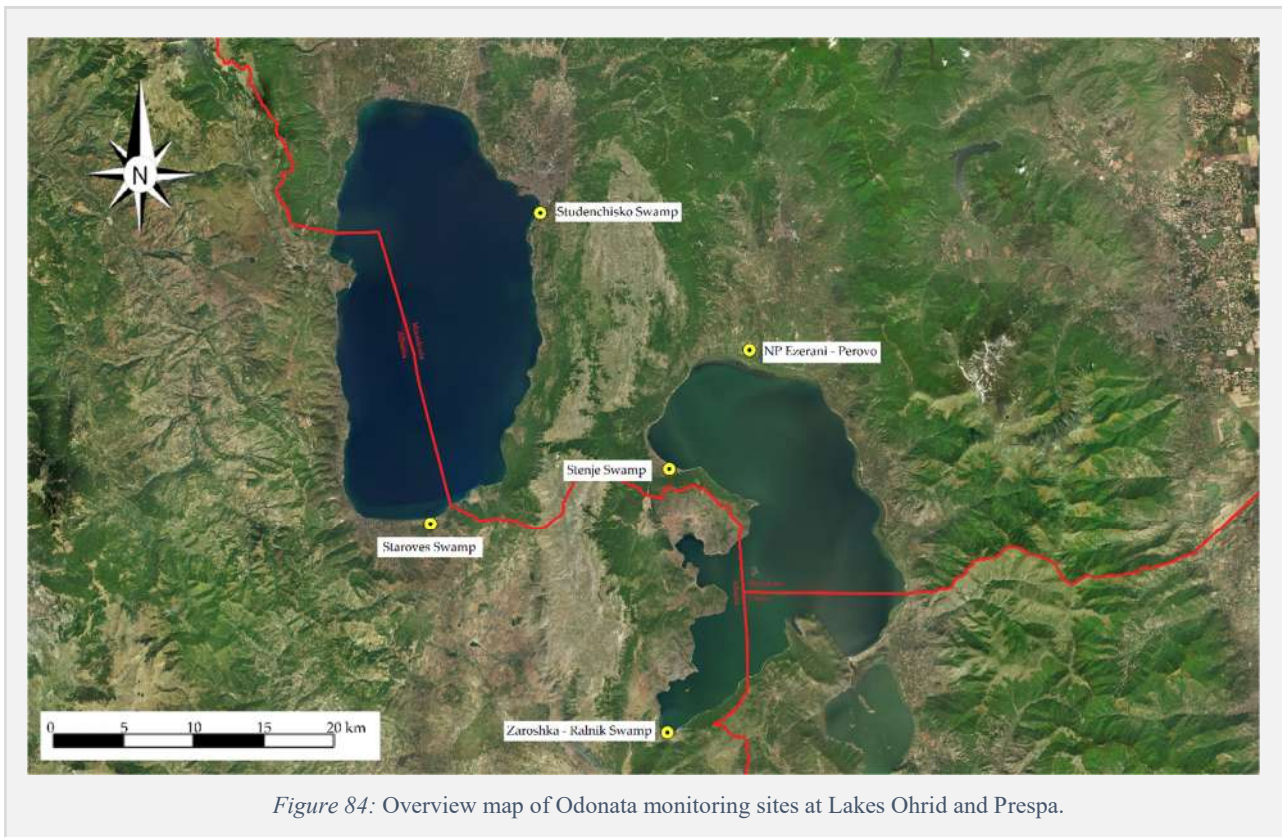 N
Studenchisko Swamp
NP Ezerani - Perovo
Stenje Swamp
Staroves Swamp
Zaroshka - Ralnik Swamp
0 5 10 15 20 km
Figure 84: Overview map of Odonata monitoring sites at Lakes Ohrid and Prespa.